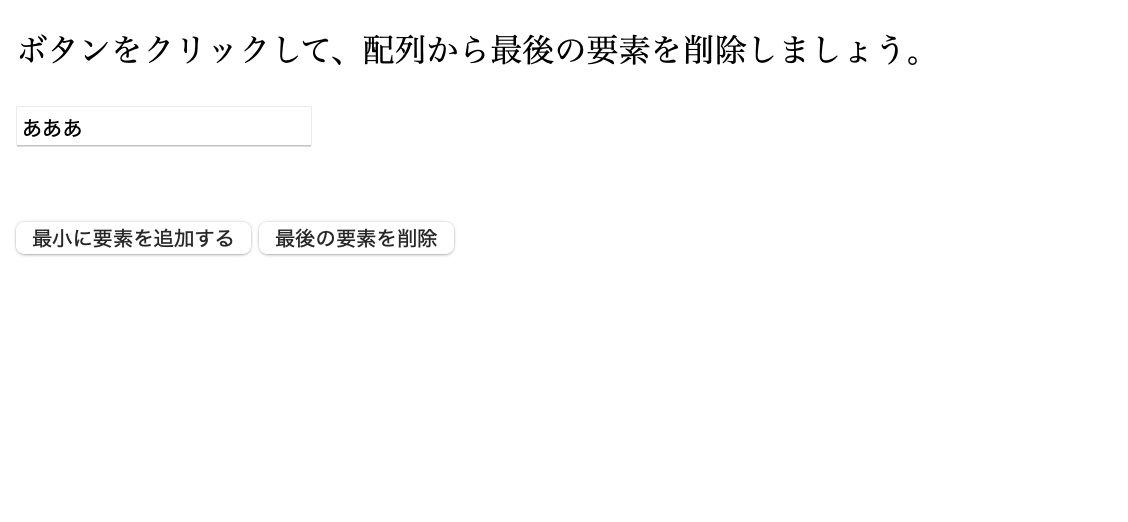 ボタンをクリックして、配列から最後の要素を削除しましょう。
あああ
最小に要素を追加する 最後の要素を削除